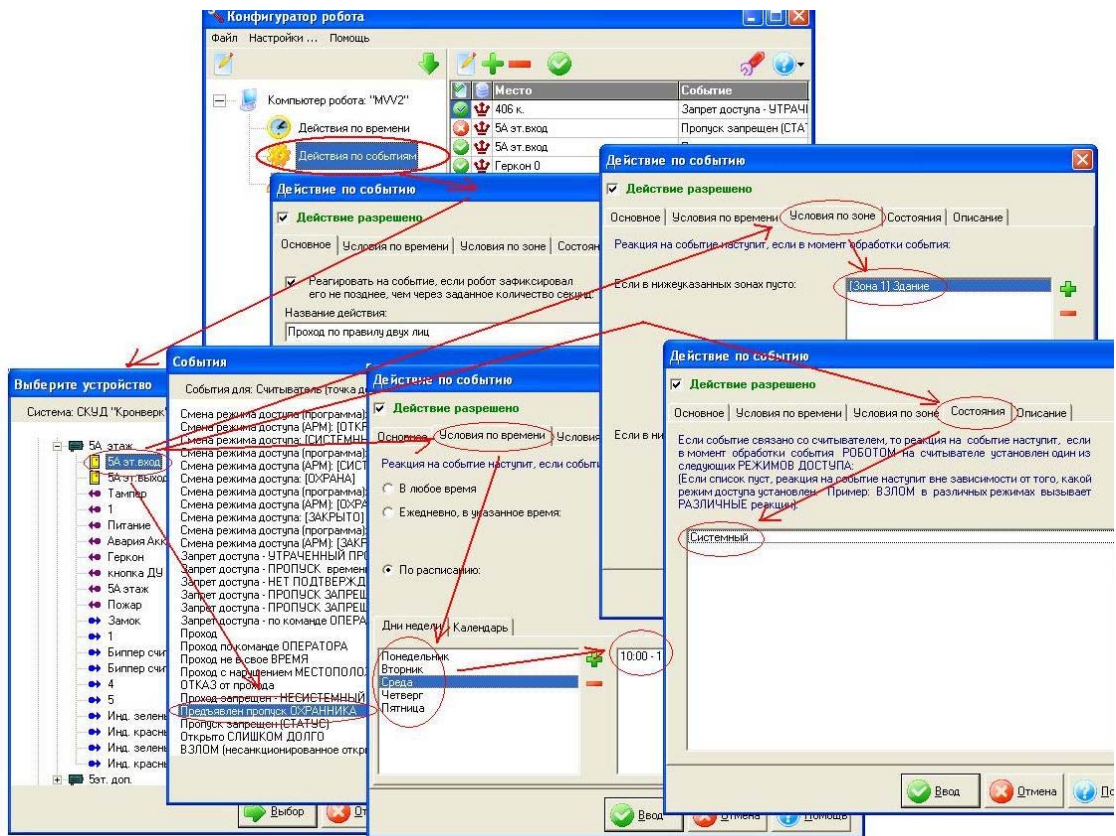 Конфигуратор робота
Файл Настройки ... Помощь
Компьютер робота: "MVV2"
Действия по времени
Действия по событиям
Место Событие
406 к. Запрет доступа - УТРАЧ
5А эт.вход Пропуск запрещен (СТА
5А эт.вход
Геркон 0
Действие по событию
Действие разрешено
Основное Условия по времени Условия по зоне Состоян
Реагировать на событие, если робот зафиксировал
его не позднее, чем через заданное количество секунд:
Название действия:
Проход по правилу двух лиц
Действие по событию
Действие разрешено
Основное Условия по времени Условия по зоне Состояния Описание
Реакция на событие наступит, если в момент обработки события:
Если в нижеуказанных зонах пусто:
[Зона 1] Здание
Выберите устройство
Система: СКУД "Кронверк"
5А этаж
5А эт.вход
5А эт.выход
Тампер
1
Питание
Авария Акк
Геркон
кнопка ДУ
5А этаж
Пожар
Замок
1
Биппер счи
Биппер счи
4
5
Инд. зелен
Инд. красн
Инд. зелен
Инд. красн
5эт. доп.
Выбор
События
События для: Считыватель (точка д
Смена режима доступа (программа):
Смена режима доступа (АРМ): [ОТКР
Смена режима доступа: [СИСТЕМНЫ
Смена режима доступа (программа):
Смена режима доступа (АРМ): [СИСТ
Смена режима доступа: [ОХРАНА]
Смена режима доступа (программа):
Смена режима доступа (АРМ): [ОХРА
Смена режима доступа: [ЗАКРЫТО]
Смена режима доступа (программа):
Смена режима доступа (АРМ): [ЗАКР
Запрет доступа - УТРАЧЕННЫЙ ПРО
Запрет доступа - ПРОПУСК времен
Запрет доступа - НЕТ ПОДТВЕРЖД
Запрет доступа - ПРОПУСК ЗАПРЕЩ
Запрет доступа - ПРОПУСК ЗАПРЕЩ
Запрет доступа - по команде ОПЕРА
Проход
Проход по команде ОПЕРАТОРА
Проход не в свое ВРЕМЯ
Проход с нарушением МЕСТОПОЛО
ОТКАЗ от прохода
Проход запрещен - НЕСИСТЕМНЫЙ
Предъявлен пропуск ОХРАННИКА
Пропуск запрещен (СТАТУС)
Открыто СЛИШКОМ ДОЛГО
ВЗЛОМ (несанкционированное откр
От
Действие по событию
Действие разрешено
Основное Условия по времени Условия
Реакция на событие наступит, если событи
В любое время
Ежедневно, в указанное время:
По расписанию:
Если в ни
Дни недели Календарь
Понедельник
Вторник
Среда
Четверг
Пятница
10:00 - 1
Ввод Отмена Помощь
Действие по событию
Действие разрешено
Основное Условия по времени Условия по зоне Состояния Описание
Если событие связано со считывателем, то реакция на событие наступит, если
в момент обработки события РОБОТОМ на считывателе установлен один из
следующих РЕЖИМОВ ДОСТУПА:
(Если список пуст, реакция на событие наступит вне зависимости от того, какой
режим доступа установлен. Пример: ВЗЛОМ в различных режимах вызывает
РАЗЛИЧНЫЕ реакции).
Системный
Ввод Отмена По